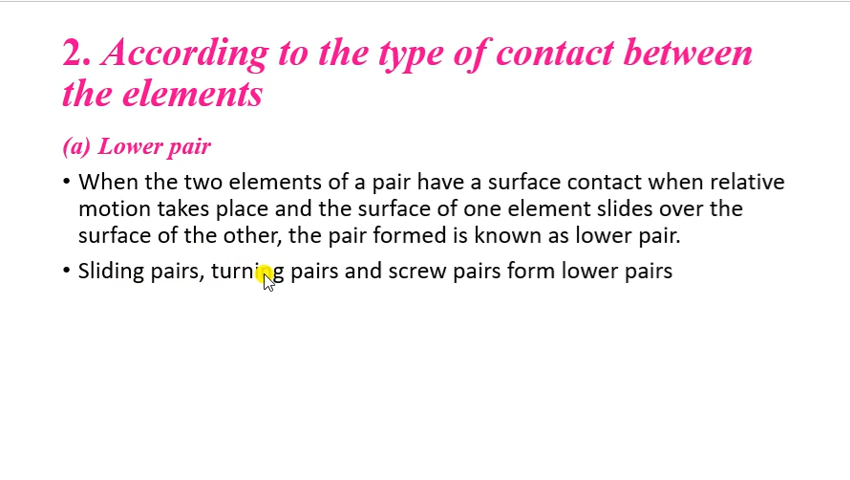 2. According to the type of contact between
the elements
(a) Lower pair
• When the two elements of a pair have a surface contact when relative
motion takes place and the surface of one element slides over the
surface of the other, the pair formed is known as lower pair.
• Sliding pairs, turning pairs and screw pairs form lower pairs